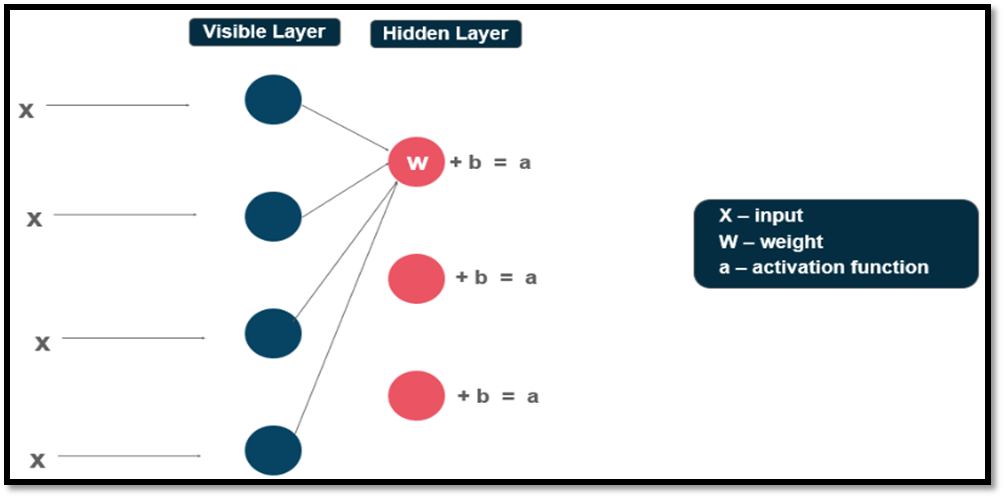 Visible Layer
Hidden Layer
x
w + b = a
x
+ b = a
x
+ b = a
x
X – input
W – weight
a – activation function